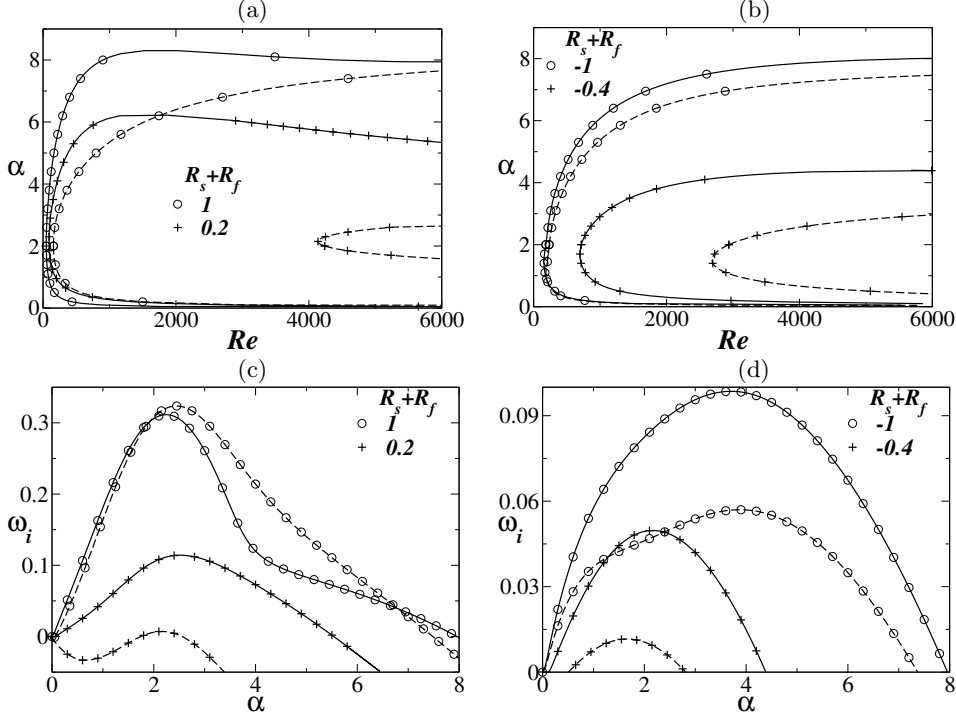 (a)
8
6
α
4
2
0
R_s+R_f
1
0.2
0 2000 4000 6000
Re
(b)
8
6
α
4
2
0
R_s+R_f
-1
-0.4
0 2000 4000 6000
Re
(c)
0.3
0.2
ω_i
0.1
0
R_s+R_f
1
0.2
0 2 4 6 8
α
(d)
0.09
0.06
ω_i
0.03
0
R_s+R_f
-1
-0.4
0 2 4 6 8
α